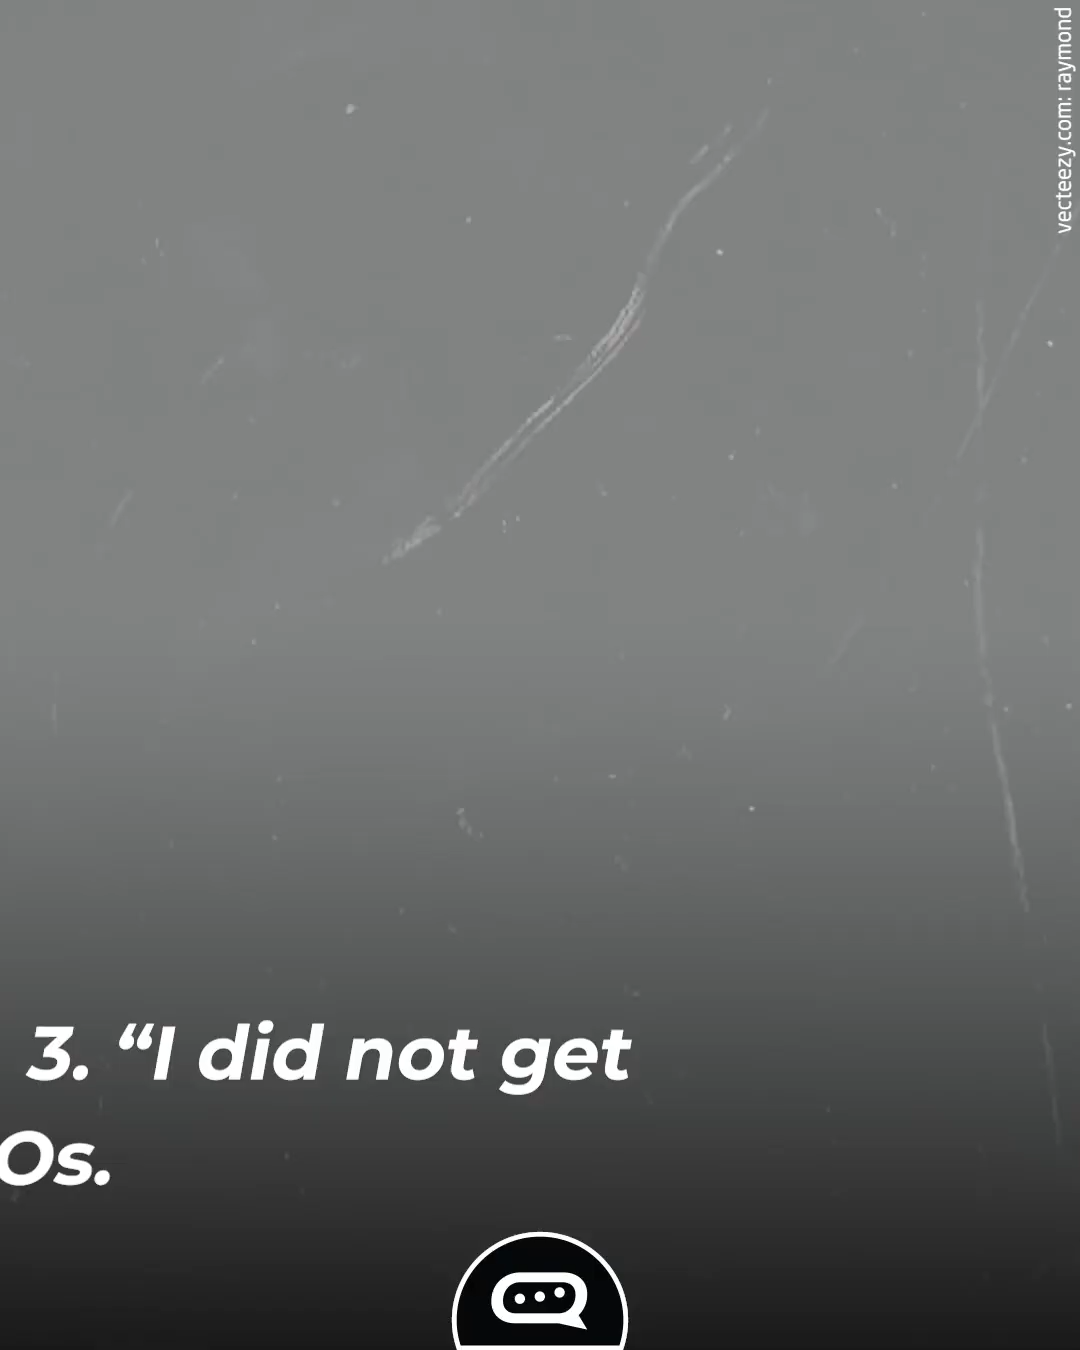 vecteezy.com: raymond
3. “I did not get
Os.